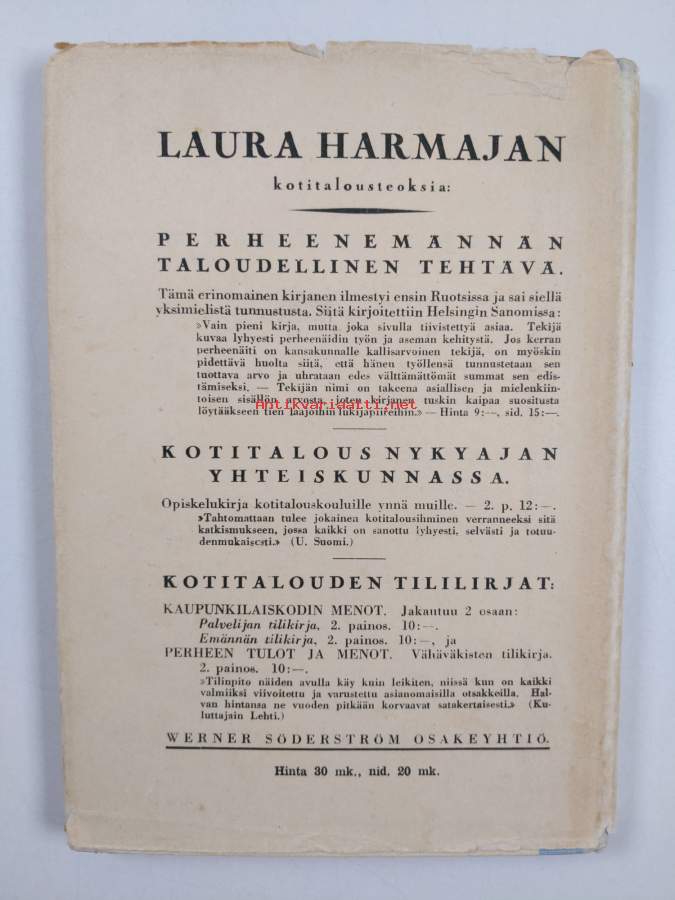 LAURA HARMAJAN
kotitalousteoksia:
PERHEENEMÄNNÄN
TALOUDELLINEN TEHTÄVÄ.
Tämä erinomainen kirjanen ilmestyi ensin Ruotsissa ja sai siellä
yksimielistä tunnustusta. Siitä kirjoitettiin Helsingin Sanomissa:
»Vain pieni kirja, mutta joka sivulla tiivistettyä asiaa. Tekijä
kuvaa lyhyesti perheenäidin työn ja aseman kehitystä. Jos kerran
perheenäiti on kansakunnalle kallisarvoinen tekijä, on myöskin
pidettävä huolta siitä, että hänen työllensä tunnustetaan sen
tuottava arvo ja uhrataan edes välttämättömät summat sen edis-
tämiseksi. — Tekijän nimi on takeena asiallisen ja mielenkiin-
toisen sisällön arvosta, joten kirjanen tuskin kaipaa suositusta
löytääkseen tien laajoihin lukijapiireihin.» — Hinta 9:—, sid. 15:—.
Antikvariaatti.net
KOTITALOUS NYKYAJAN
YHTEISKUNNASSA.
Opiskelukirja kotitalouskouluille ynnä muille. — 2. p. 12:—.
»Tahtomattaan tulee jokainen kotitalousihminen verranneeksi sitä
katkismukseen, jossa kaikki on sanottu lyhyesti, selvästi ja totuu-
denmukaisesti.» (U. Suomi.)
KOTITALOUDEN TILILIRJAT:
KAUPUNKILAISKODIN MENOT. Jakautuu 2 osaan:
Palvelijan tilikirja, 2. painos. 10:—.
Emännän tilikirja, 2. painos. 10:—, ja
PERHEEN TULOT JA MENOT. Vähäväkisten tilikirja.
2. painos. 10:—.
»Tilinpito näiden avulla käy kuin leikiten, niissä kun on kaikki
valmiiksi viivoitettu ja varustettu asianomaisilla otsakkeilla. Hal-
van hintansa ne vuoden pitkään korvaavat satakertaisesti.» (Ku-
luttajain Lehti.)
WERNER SÖDERSTRÖM OSAKEYHTIÖ.
Hinta 30 mk., nid. 20 mk.